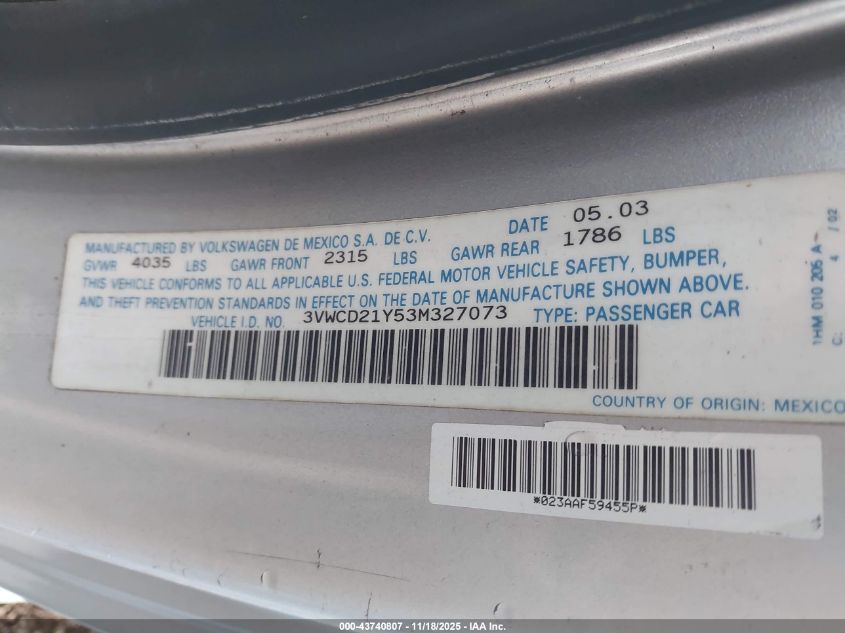 MANUFACTURED BY VOLKSWAGEN DE MEXICO S.A. DE C.V. DATE 05.03
GVWR 4035 LBS GAWR FRONT 2315 LBS GAWR REAR 1786 LBS
THIS VEHICLE CONFORMS TO ALL APPLICABLE U.S. FEDERAL MOTOR VEHICLE SAFETY, BUMPER,
AND THEFT PREVENTION STANDARDS IN EFFECT ON THE DATE OF MANUFACTURE SHOWN ABOVE.
VEHICLE I.D. NO. 3VWCD21Y53M327073 TYPE: PASSENGER CAR
COUNTRY OF ORIGIN: MEXICO
1HM 010 205 A
C: 4 / 02
*023AAF59455P*
000-43740807 - 11/18/2025 - IAA Inc.